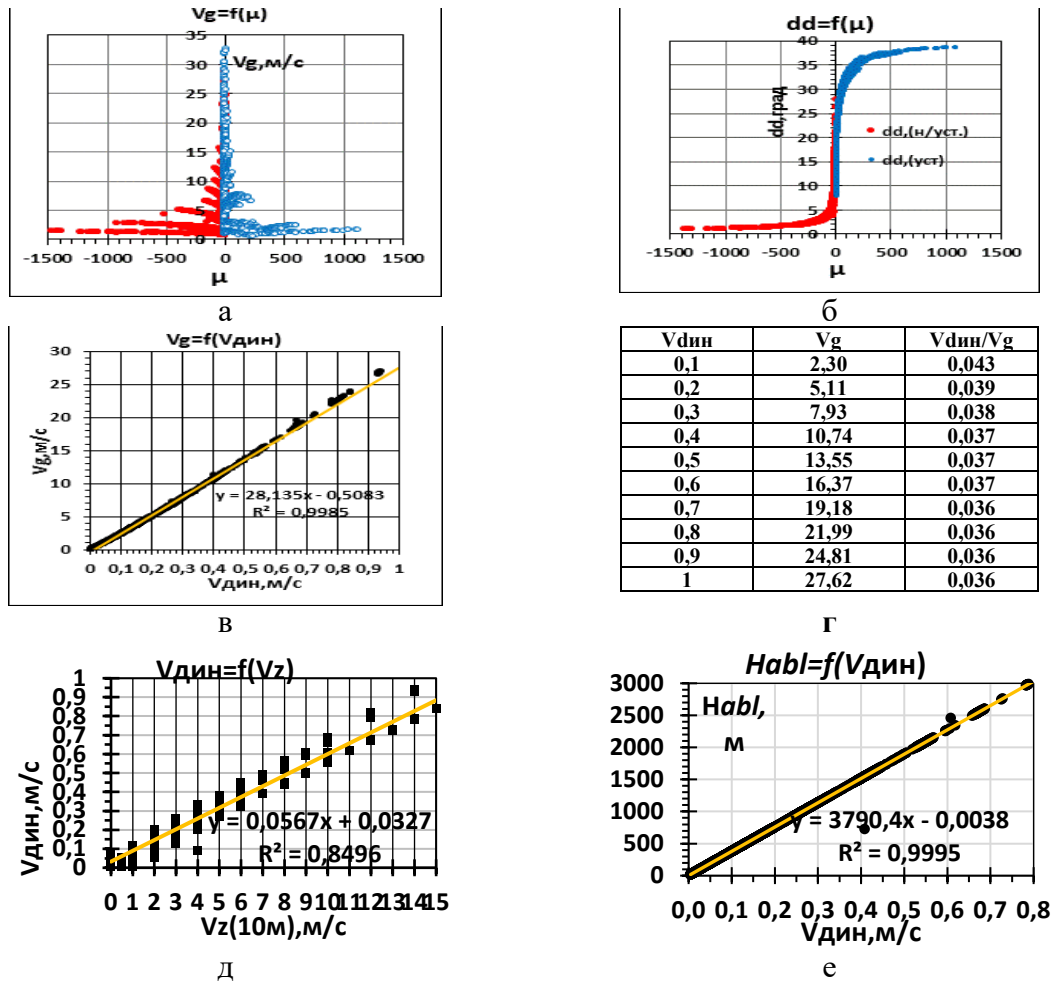 Vg=f(μ)
35
30
25
20
15
10
5
0
Vg,м/с
-1500 -1000 -500 0 500 1000 1500
μ
а
dd=f(μ)
40
35
30
25
20
15
10
5
0
dd,град
dd,(н/уст.)
dd,(уст)
-1500 -1000 -500 0 500 1000 1500
μ
б
Vg=f(Vдин)
30
25
20
15
10
5
0
Vg,м/с
y = 28,135x - 0,5083
R² = 0,9985
0 0,1 0,2 0,3 0,4 0,5 0,6 0,7 0,8 0,9 1
Vдин,м/с
в
Vдин Vg Vдин/Vg
0,1 2,30 0,043
0,2 5,11 0,039
0,3 7,93 0,038
0,4 10,74 0,037
0,5 13,55 0,037
0,6 16,37 0,037
0,7 19,18 0,036
0,8 21,99 0,036
0,9 24,81 0,036
1 27,62 0,036
г
Vдин=f(Vz)
1
0,9
0,8
0,7
0,6
0,5
0,4
0,3
0,2
0,1
0
Vдин,м/с
y = 0,0567x + 0,0327
R² = 0,8496
0 1 2 3 4 5 6 7 8 9 10 11 12 13 14 15
Vz(10м),м/с
д
Habl=f(Vдин)
3000
2500
2000
1500
1000
500
0
Habl,
м
y = 3790,4x - 0,0038
R² = 0,9995
0,0 0,1 0,2 0,3 0,4 0,5 0,6 0,7 0,8
Vдин,м/с
е